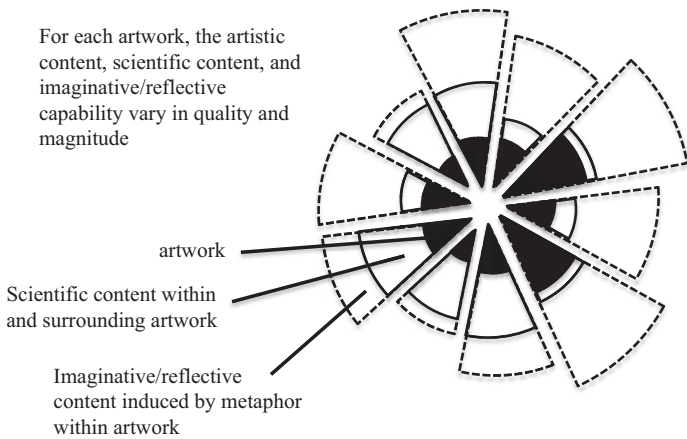 For each artwork, the artistic
content, scientific content, and
imaginative/reflective
capability vary in quality and
magnitude
artwork
Scientific content within
and surrounding artwork
Imaginative/reflective
content induced by metaphor
within artwork